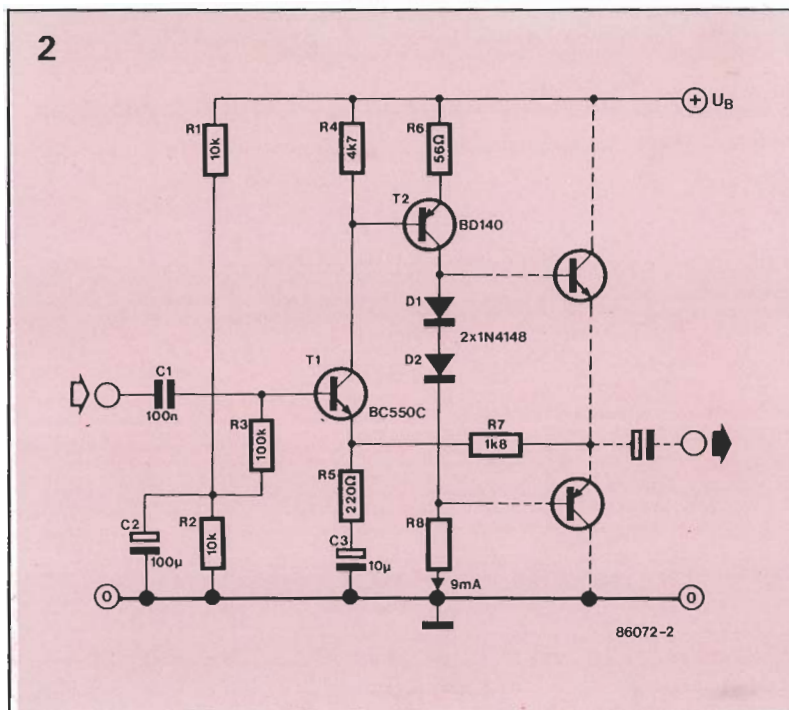 2
+ U_B
R1
10k
R4
4k7
R6
56Ω
T2
BD140
D1
2x1N4148
D2
C1
100n
T1
BC550C
R3
100k
R7
1k8
R5
220Ω
C2
100µ
R2
10k
R8
C3
10µ
9mA
0
0
86072-2